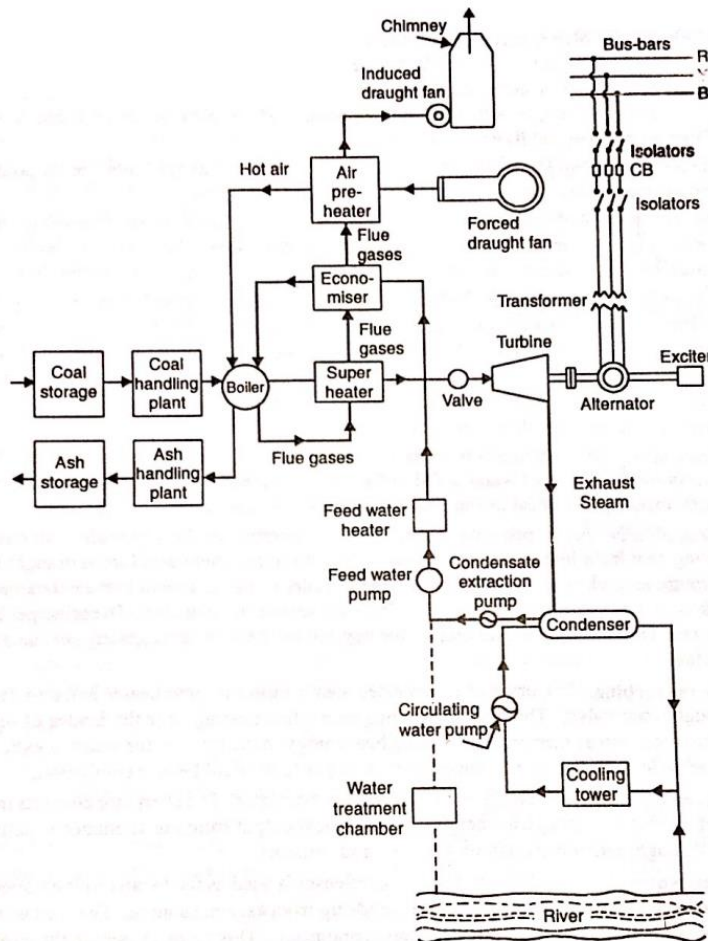 Chimney
Bus-bars
R
B
Induced
draught fan
Isolators
CB
Hot air
Air
pre-
heater
Isolators
Forced
draught fan
Flue
gases
Econo-
miser
Transformer
Flue
gases
Turbine
Exciter
Coal
storage
Coal
handling
plant
Boiler
Super
heater
Valve
Alternator
Flue gases
Ash
storage
Ash
handling
plant
Exhaust
Steam
Feed water
heater
Feed water
pump
Condensate
extraction
pump
Condenser
Circulating
water pump
Cooling
tower
Water
treatment
chamber
River